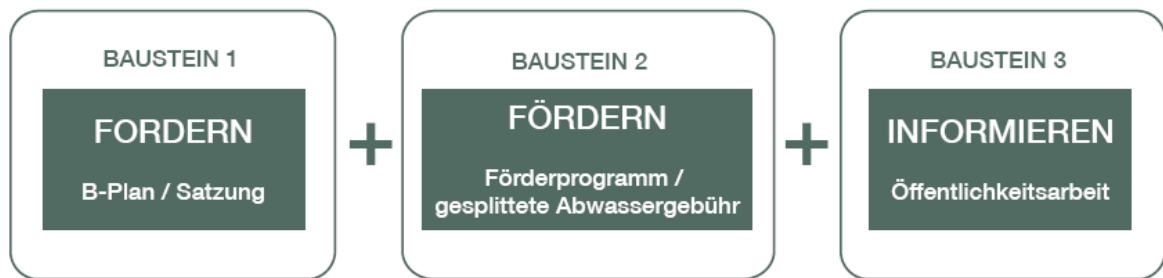 BAUSTEIN 1
FORDERN
B-Plan / Satzung
+
BAUSTEIN 2
FÖRDERN
Förderprogramm /
gesplittete Abwassergebühr
+
BAUSTEIN 3
INFORMIEREN
Öffentlichkeitsarbeit